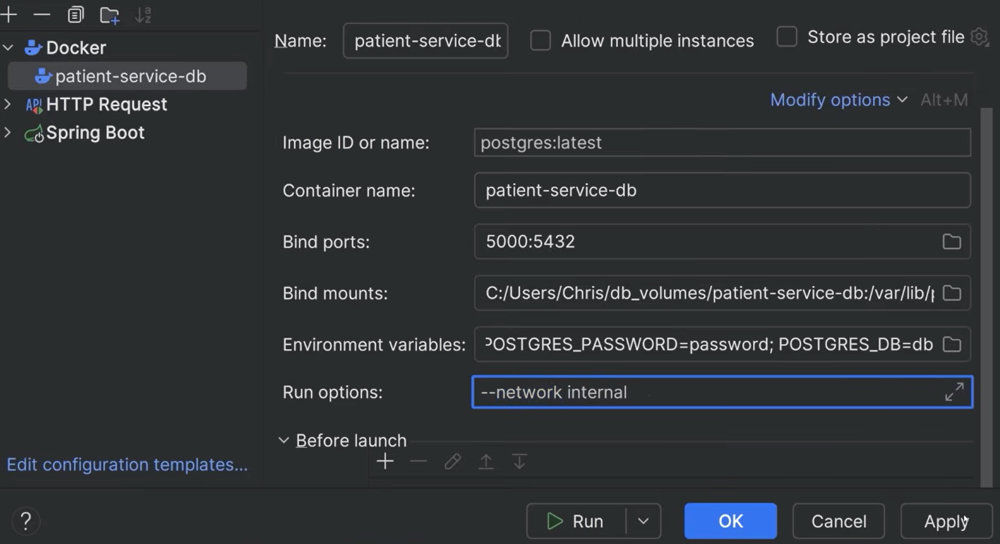 Docker
patient-service-db
HTTP Request
Spring Boot
Edit configuration templates...
Name: patient-service-db
Allow multiple instances
Store as project file
Modify options Alt+M
Image ID or name: postgres:latest
Container name: patient-service-db
Bind ports: 5000:5432
Bind mounts: C:/Users/Chris/db_volumes/patient-service-db:/var/lib/
Environment variables: POSTGRES_PASSWORD=password; POSTGRES_DB=db
Run options: --network internal
Before launch
?
Run
OK
Cancel
Apply